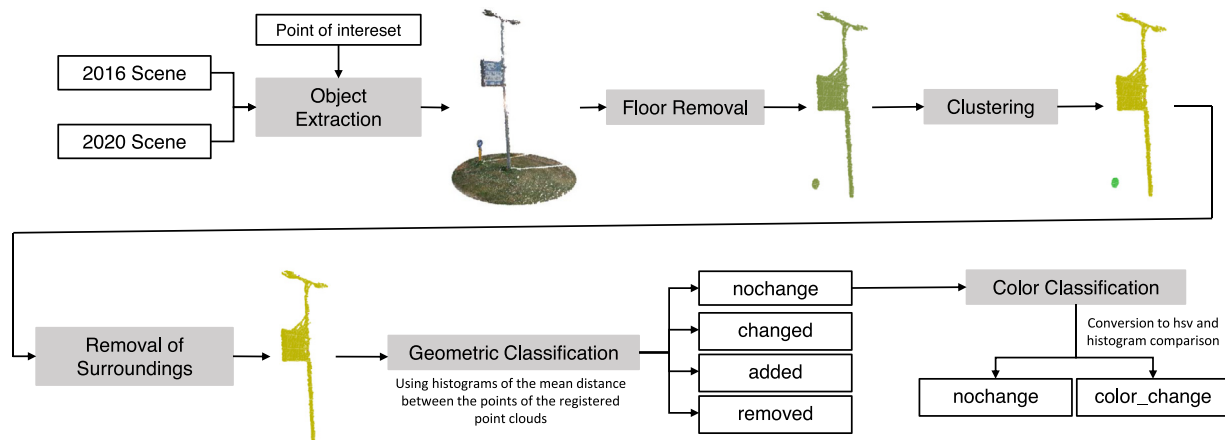 Point of intereset
2016 Scene
2020 Scene
Object
Extraction
Floor Removal
Clustering
Removal of
Surroundings
Geometric Classification
Using histograms of the mean distance
between the points of the registered
point clouds
nochange
changed
added
removed
Color Classification
Conversion to hsv and
histogram comparison
nochange
color_change